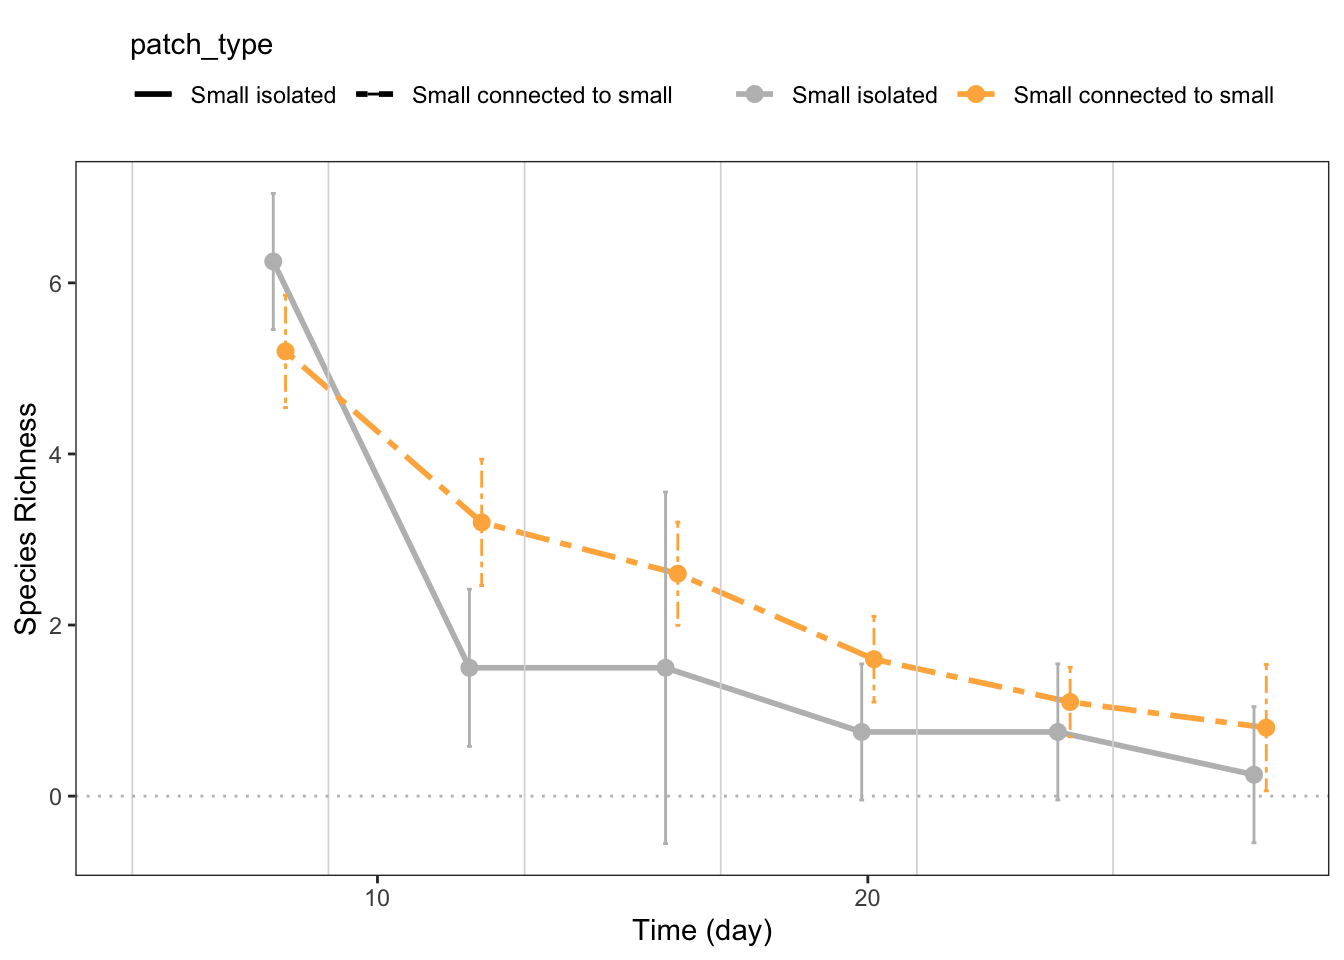 patch_type
Small isolated Small connected to small Small isolated Small connected to small
6
4
2
0
Species Richness
10 20
Time (day)